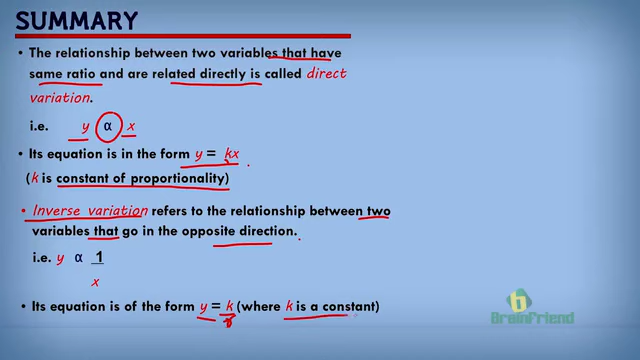 SUMMARY
• The relationship between two variables that have
same ratio and are related directly is called direct
variation.
i.e. y α x
• Its equation is in the form y = kx .
(k is constant of proportionality)
• Inverse variation refers to the relationship between two
variables that go in the opposite direction.
i.e. y α 1
x
• Its equation is of the form y = k (where k is a constant)
x
b
BrainFriend